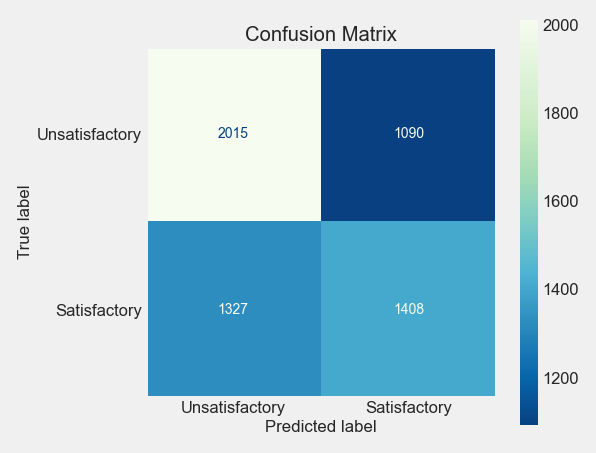 Confusion Matrix
Unsatisfactory
2015
1090
2000
1800
1600
1400
1200
True label
Satisfactory
1327
1408
Unsatisfactory
Satisfactory
Predicted label